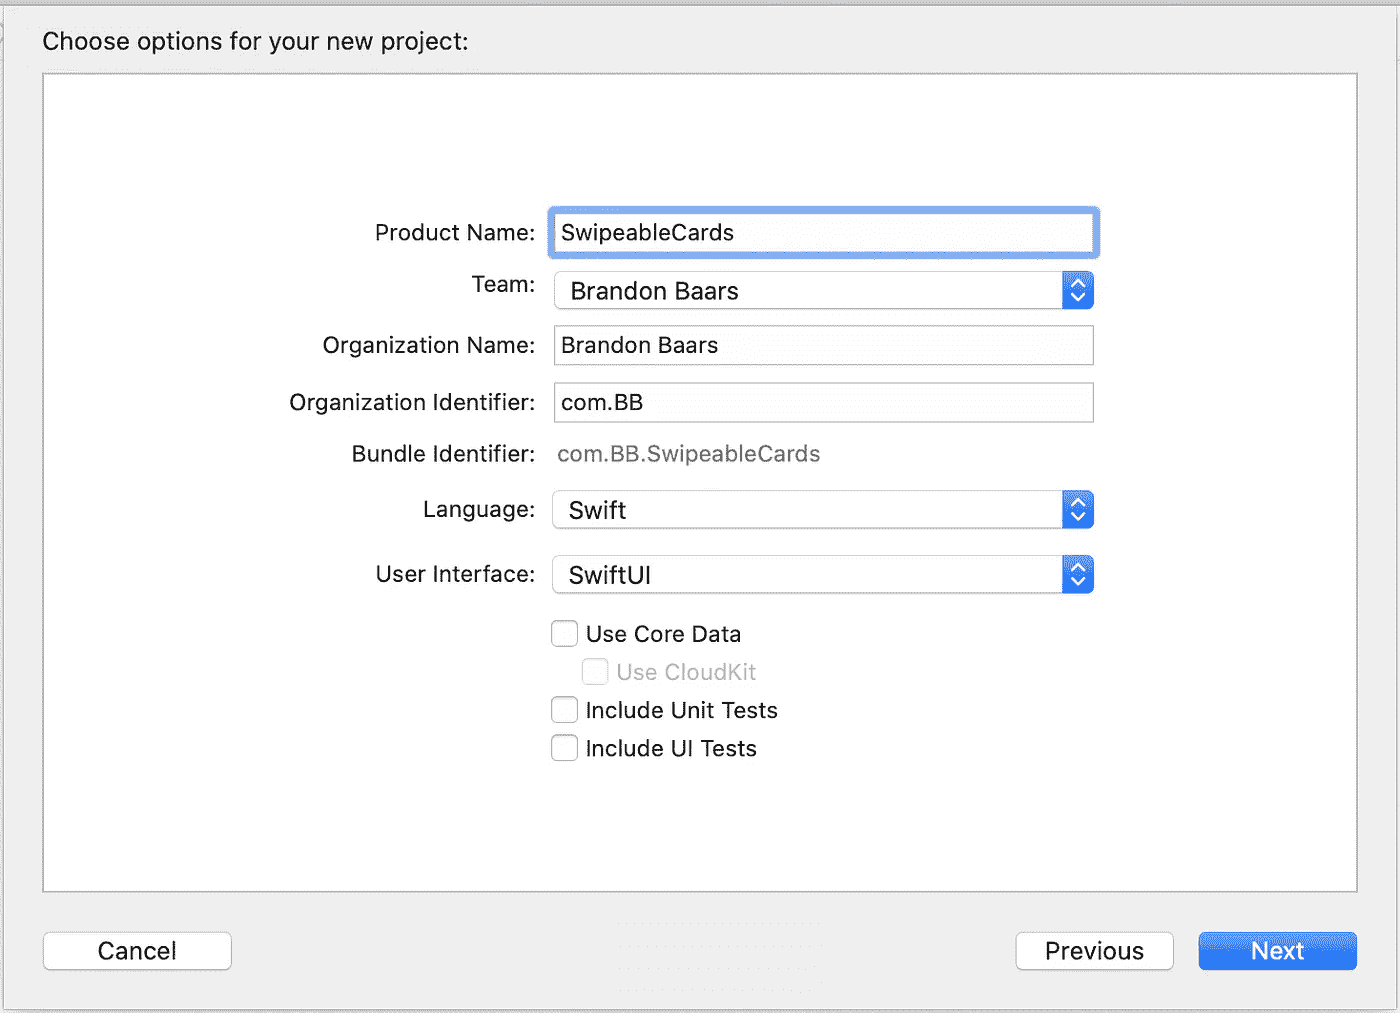 Choose options for your new project:
Product Name: SwipeableCards
Team: Brandon Baars
Organization Name: Brandon Baars
Organization Identifier: com.BB
Bundle Identifier: com.BB.SwipeableCards
Language: Swift
User Interface: SwiftUI
Use Core Data
Use CloudKit
Include Unit Tests
Include UI Tests
Cancel Previous Next